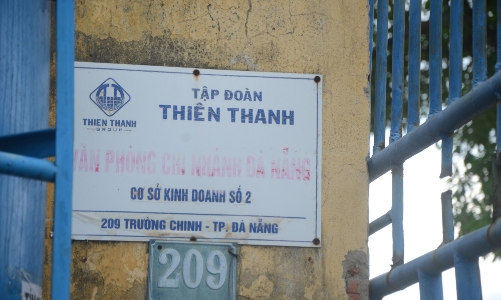 TẬP ĐOÀN
THIÊN THANH
THIÊN THANH
GROUP
VĂN PHÒNG CHI NHÁNH ĐÀ NẴNG
CƠ SỞ KINH DOANH SỐ 2
209 TRƯỜNG CHINH - TP. ĐÀ NẴNG
209